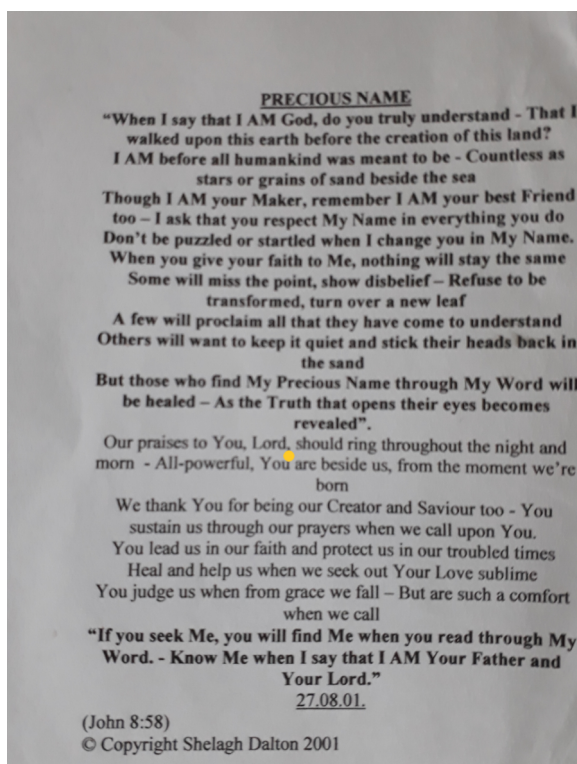 PRECIOUS NAME
“When I say that I AM God, do you truly understand - That I
walked upon this earth before the creation of this land?
I AM before all humankind was meant to be - Countless as
stars or grains of sand beside the sea
Though I AM your Maker, remember I AM your best Friend
too – I ask that you respect My Name in everything you do
Don’t be puzzled or startled when I change you in My Name.
When you give your faith to Me, nothing will stay the same
Some will miss the point, show disbelief – Refuse to be
transformed, turn over a new leaf
A few will proclaim all that they have come to understand
Others will want to keep it quiet and stick their heads back in
the sand
But those who find My Precious Name through My Word will
be healed – As the Truth that opens their eyes becomes
revealed”.
Our praises to You, Lord, should ring throughout the night and
morn - All-powerful, You are beside us, from the moment we’re
born
We thank You for being our Creator and Saviour too - You
sustain us through our prayers when we call upon You.
You lead us in our faith and protect us in our troubled times
Heal and help us when we seek out Your Love sublime
You judge us when from grace we fall – But are such a comfort
when we call
“If you seek Me, you will find Me when you read through My
Word. - Know Me when I say that I AM Your Father and
Your Lord.”
27.08.01.
(John 8:58)
© Copyright Shelagh Dalton 2001